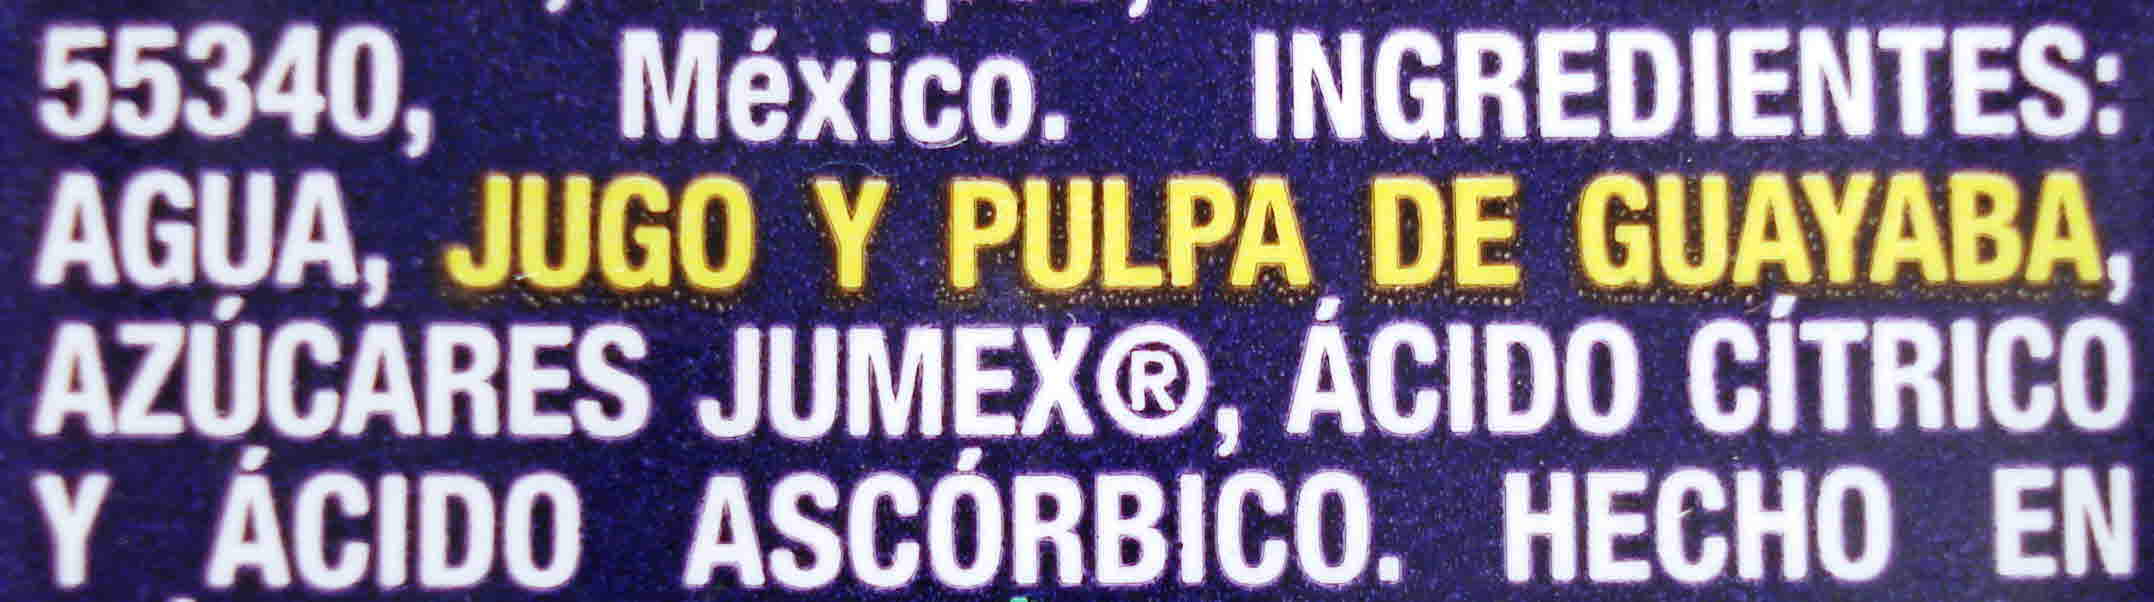 55340, México. INGREDIENTES:
AGUA, JUGO Y PULPA DE GUAYABA,
AZÚCARES JUMEX®, ÁCIDO CÍTRICO
Y ÁCIDO ASCÓRBICO. HECHO EN